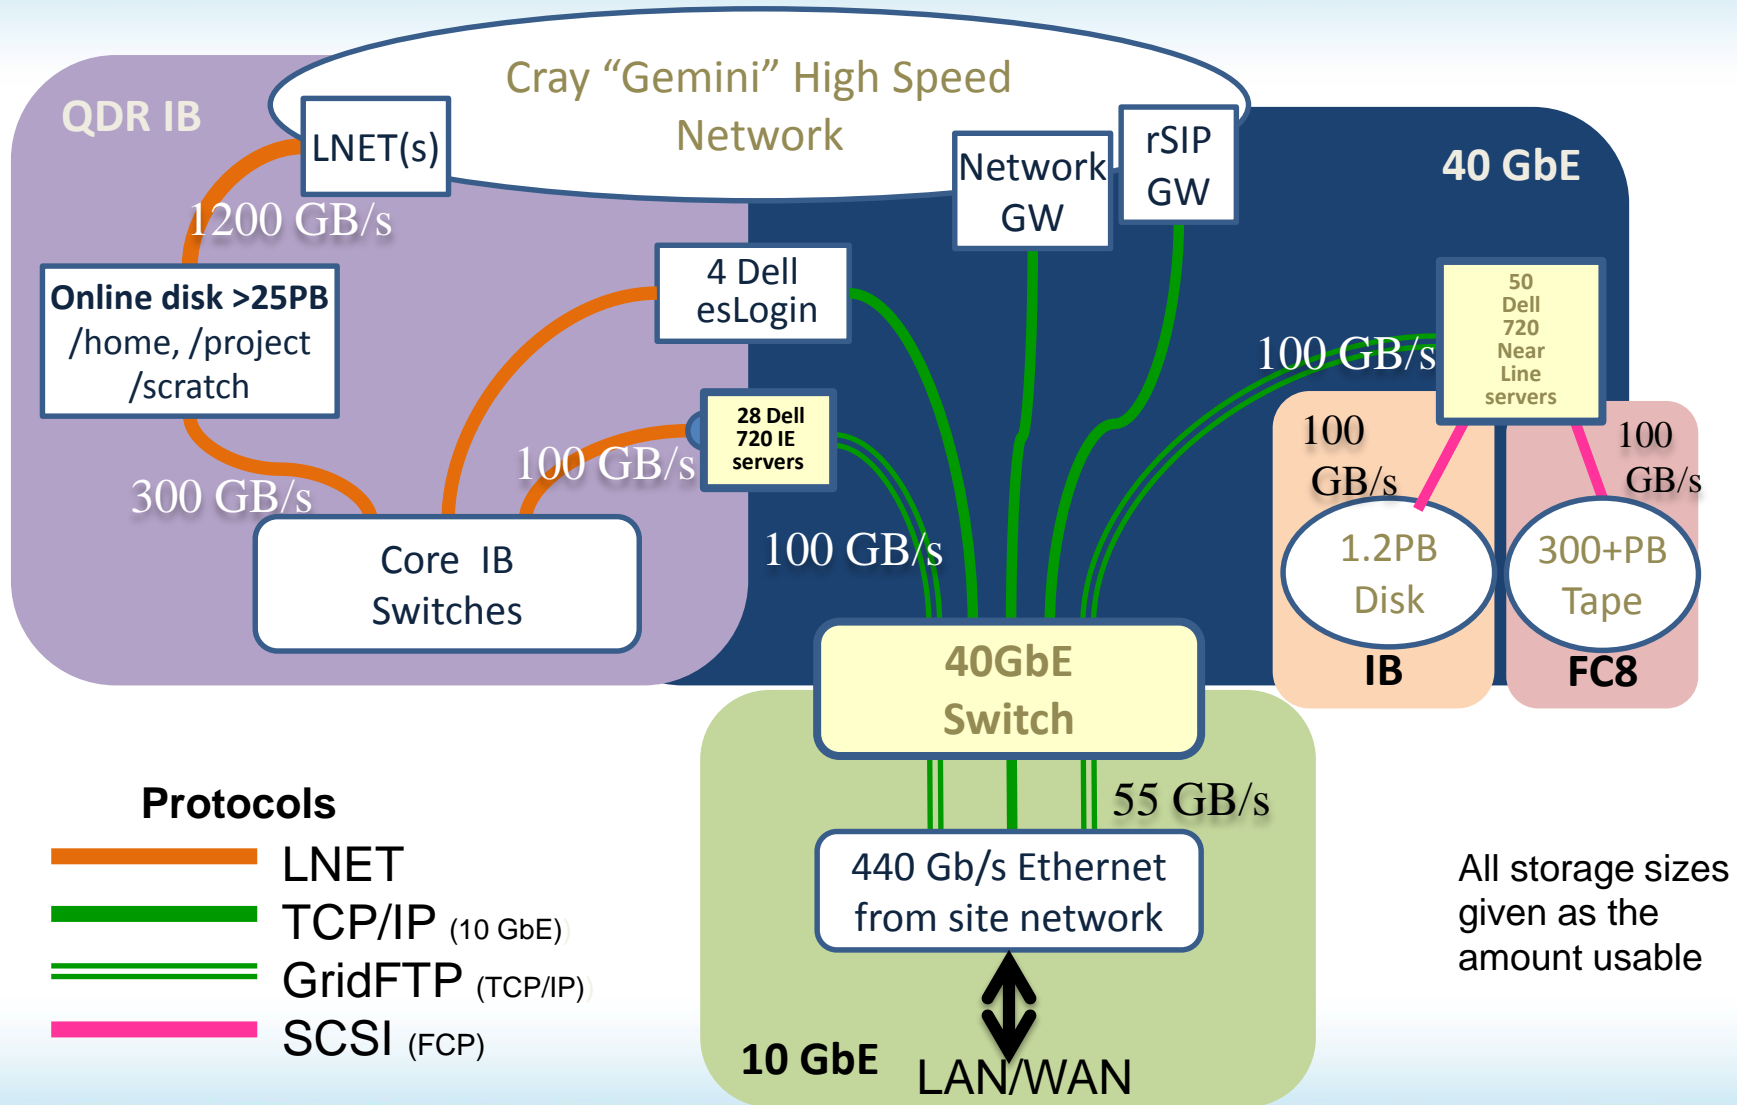 Cray “Gemini” High Speed
Network
QDR IB
LNET(s)
Network
GW
rSIP
GW
40 GbE
1200 GB/s
4 Dell
esLogin
Online disk >25PB
/home, /project
/scratch
50
Dell
720
Near
Line
servers
100 GB/s
28 Dell
720 IE
servers
100 GB/s
300 GB/s
100 GB/s
100
GB/s
100
GB/s
Core IB
Switches
1.2PB
Disk
300+PB
Tape
IB
FC8
40GbE
Switch
55 GB/s
440 Gb/s Ethernet
from site network
10 GbE
LAN/WAN
Protocols
LNET
TCP/IP (10 GbE))
GridFTP (TCP/IP))
SCSI (FCP)
All storage sizes
given as the
amount usable